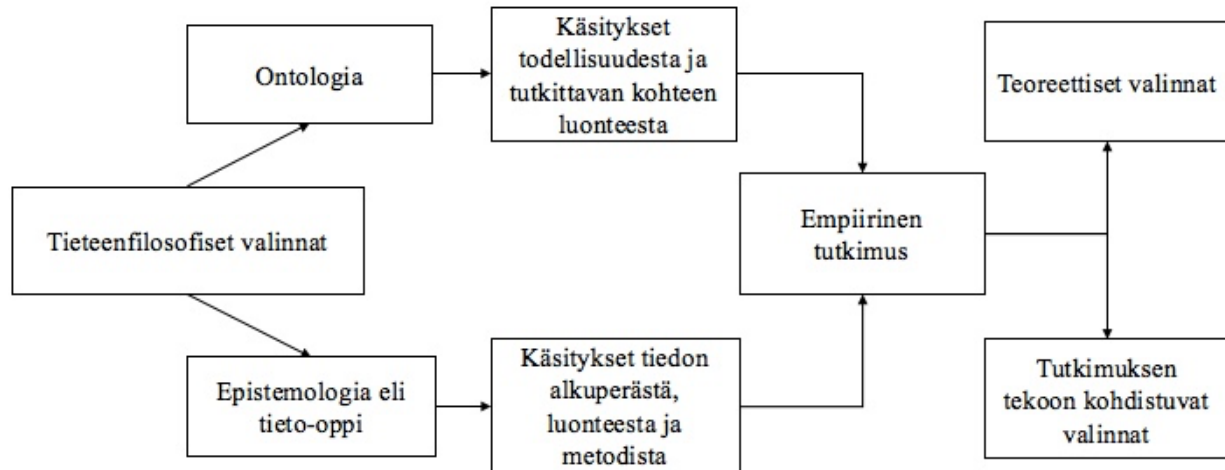 Ontologia
Käsitykset
todellisuudesta ja
tutkittavan kohteen
luonteesta
Teoreettiset valinnat
Tieteenfilosofiset valinnat
Empiirinen
tutkimus
Epistemologia eli
tieto-oppi
Käsitykset tiedon
alkuperästä,
luonteesta ja
metodista
Tutkimuksen
tekoon kohdistuvat
valinnat